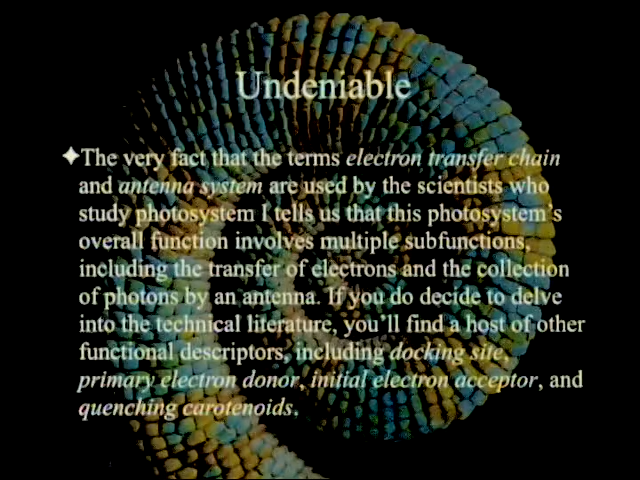 Undeniable
✦The very fact that the terms electron transfer chain
and antenna system are used by the scientists who
study photosystem I tells us that this photosystem's
overall function involves multiple subfunctions,
including the transfer of electrons and the collection
of photons by an antenna. If you do decide to delve
into the technical literature, you'll find a host of other
functional descriptors, including docking site,
primary electron donor, initial electron acceptor, and
quenching carotenoids.